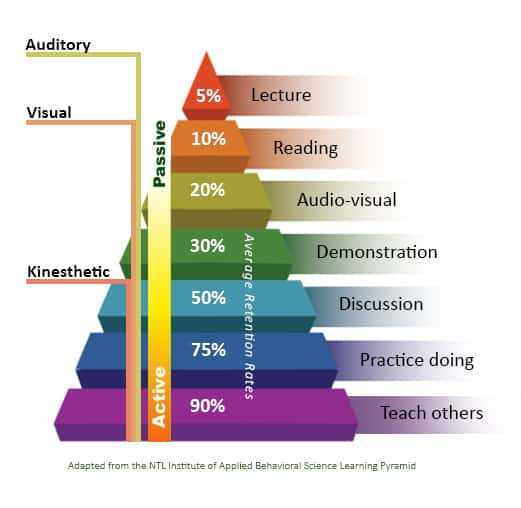 Auditory
Visual
Kinesthetic
Passive
Active
5% Lecture
10% Reading
20% Audio-visual
30% Demonstration
50% Discussion
75% Practice doing
90% Teach others
Average Retention Rates
Adapted from the NTL Institute of Applied Behavioral Science Learning Pyramid